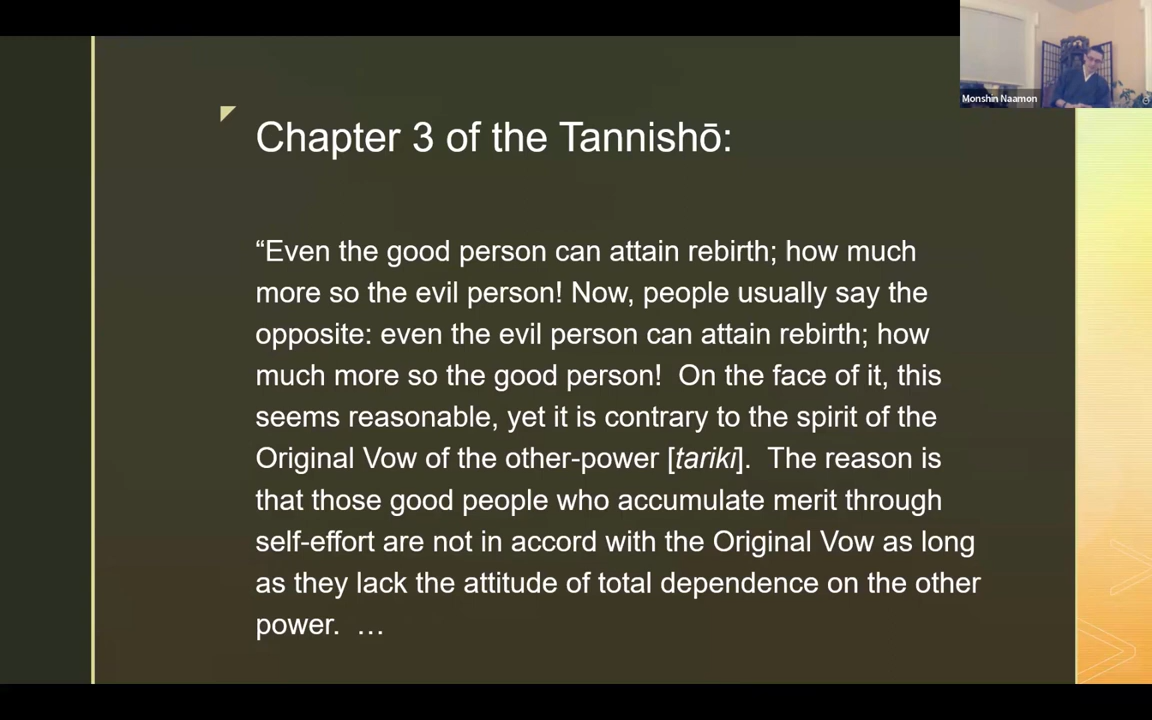 Monshin Naamon
Chapter 3 of the Tannishō:
“Even the good person can attain rebirth; how much
more so the evil person! Now, people usually say the
opposite: even the evil person can attain rebirth; how
much more so the good person!  On the face of it, this
seems reasonable, yet it is contrary to the spirit of the
Original Vow of the other-power [tariki].  The reason is
that those good people who accumulate merit through
self-effort are not in accord with the Original Vow as long
as they lack the attitude of total dependence on the other
power.  …